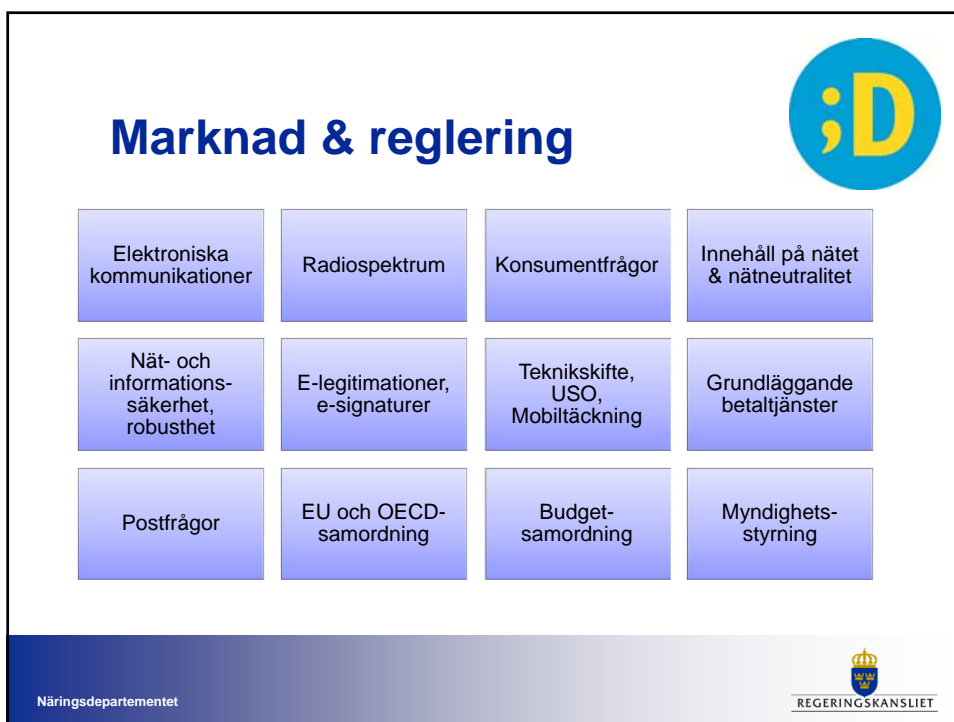 ;D
Marknad & reglering
Elektroniska
kommunikationer
Radiospektrum
Konsumentfrågor
Innehåll på nätet
& nätneutralitet
Nät- och
informations-
säkerhet,
robusthet
E-legitimationer,
e-signaturer
Teknikskifte,
USO,
Mobiltäckning
Grundläggande
betaltjänster
Postfrågor
EU och OECD-
samordning
Budget-
samordning
Myndighets-
styrning
Näringsdepartementet
REGERINGSKANSLIET